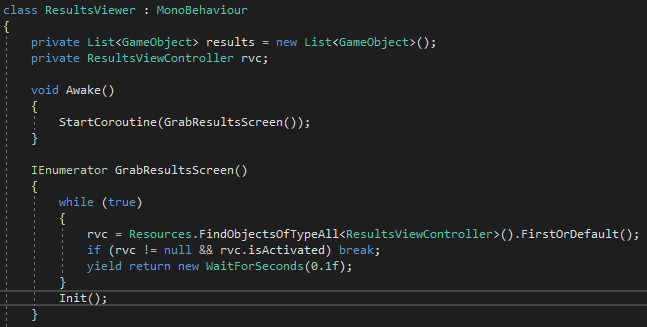 class ResultsViewer : MonoBehaviour
{
    private List<GameObject> results = new List<GameObject>();
    private ResultsViewController rvc;

    void Awake()
    {
        StartCoroutine(GrabResultsScreen());
    }

    IEnumerator GrabResultsScreen()
    {
        while (true)
        {
            rvc = Resources.FindObjectsOfTypeAll<ResultsViewController>().FirstOrDefault();
            if (rvc != null && rvc.isActivated) break;
            yield return new WaitForSeconds(0.1f);
        }
        Init();
    }